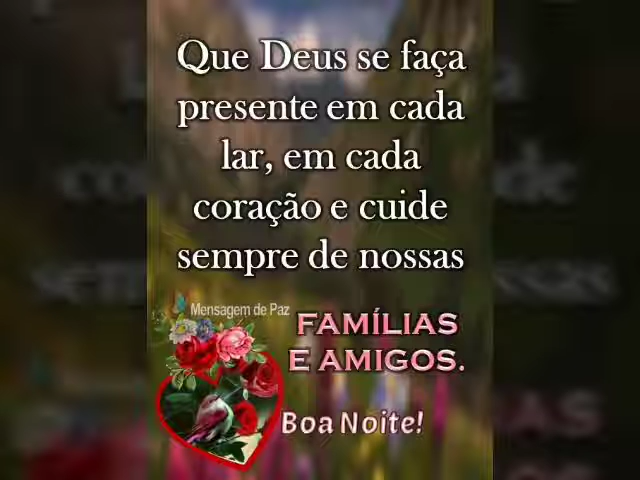 Que Deus se faça
presente em cada
lar, em cada
coração e cuide
sempre de nossas
Mensagem de Paz
FAMÍLIAS
E AMIGOS.
Boa Noite!